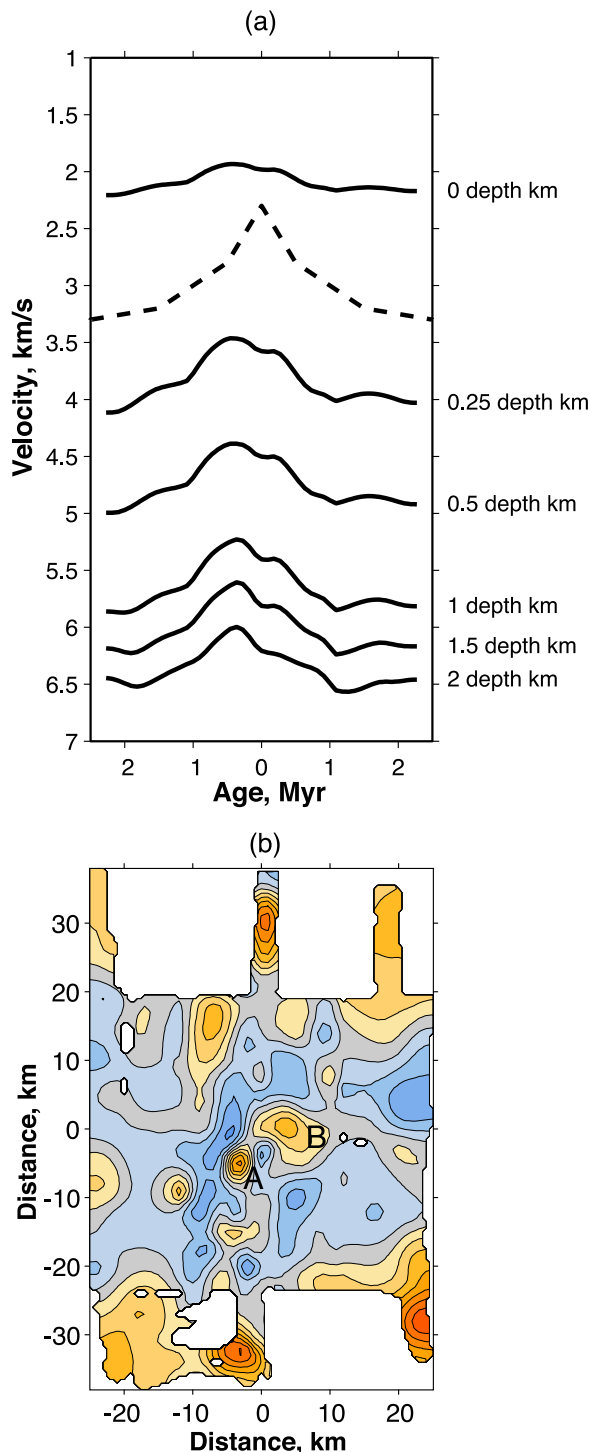 (a)
1
1.5
2
2.5
3
3.5
4
4.5
5
5.5
6
6.5
7
Velocity, km/s
0 depth km
0.25 depth km
0.5 depth km
1 depth km
1.5 depth km
2 depth km
2 1 0 1 2
Age, Myr
(b)
30
20
10
0
-10
-20
-30
Distance, km
A
B
-20 -10 0 10 20
Distance, km